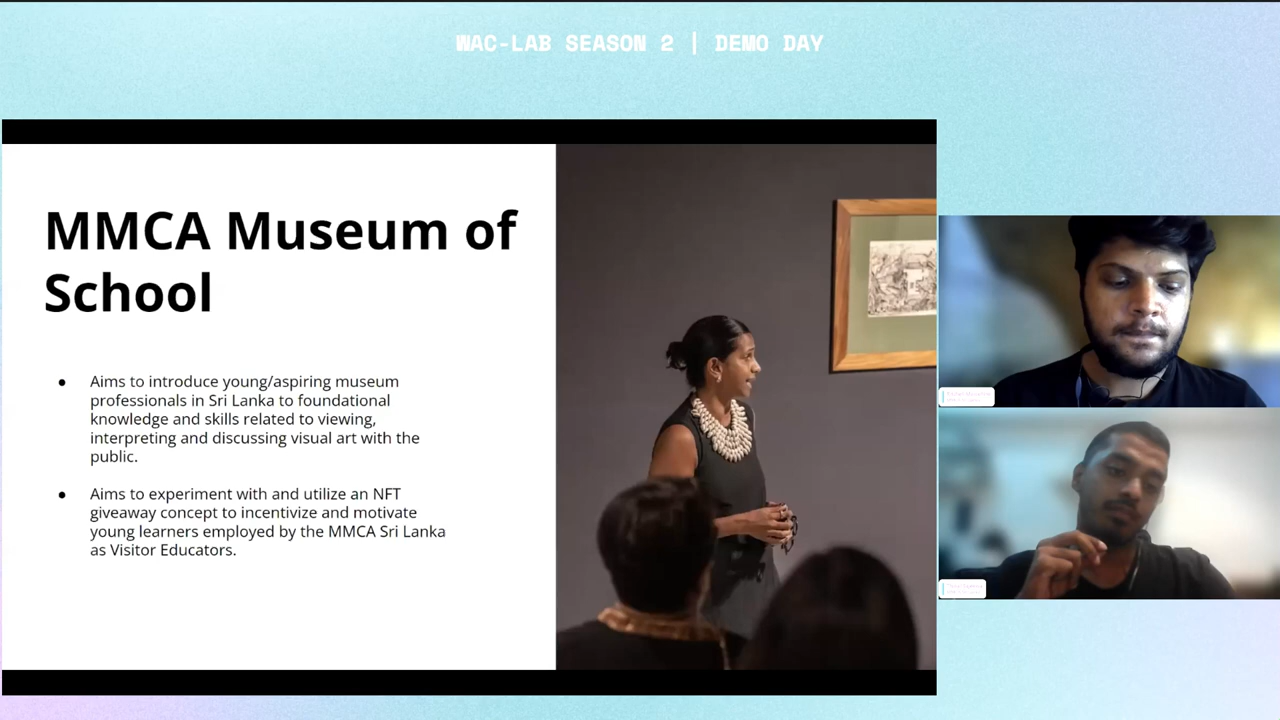 WAC-LAB SEASON 2 | DEMO DAY
MMCA Museum of
School
● Aims to introduce young/aspiring museum
professionals in Sri Lanka to foundational
knowledge and skills related to viewing,
interpreting and discussing visual art with the
public.
● Aims to experiment with and utilize an NFT
giveaway concept to incentivize and motivate
young learners employed by the MMCA Sri Lanka
as Visitor Educators.